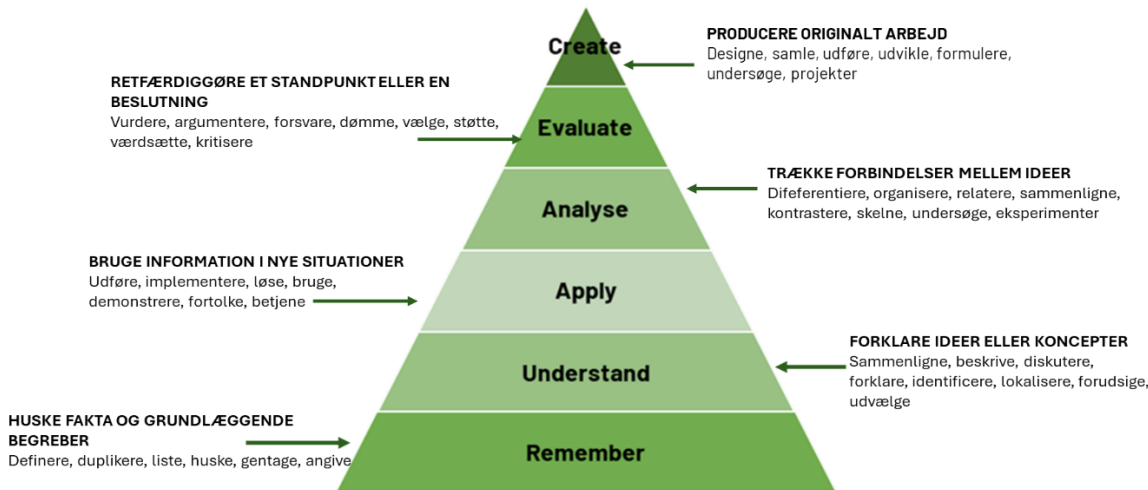 Create
PRODUCERE ORIGINALT ARBEJD
Designe, samle, udføre, udvikle, formulere,
undersøge, projekter
RETFÆRDIGGØRE ET STANDPUNKT ELLER EN
BESLUTNING
Vurdere, argumentere, forsvare, dømme, vælge, støtte,
værdsætte, kritisere
Evaluate
TRÆKKE FORBINDELSER MELLEM IDEER
Difeferentiere, organisere, relatere, sammenligne,
kontrastere, skelne, undersøge, eksperimenter
Analyse
BRUGE INFORMATION I NYE SITUATIONER
Udføre, implementere, løse, bruge,
demonstrere, fortolke, betjene
Apply
FORKLARE IDEER ELLER KONCEPTER
Sammenligne, beskrive, diskutere,
forklare, identificere, lokalisere, forudsige,
udvælge
Understand
HUSKE FAKTA OG GRUNDLÆGGENDE
BEGREBER
Definere, duplikere, liste, huske, gentage, angive
Remember